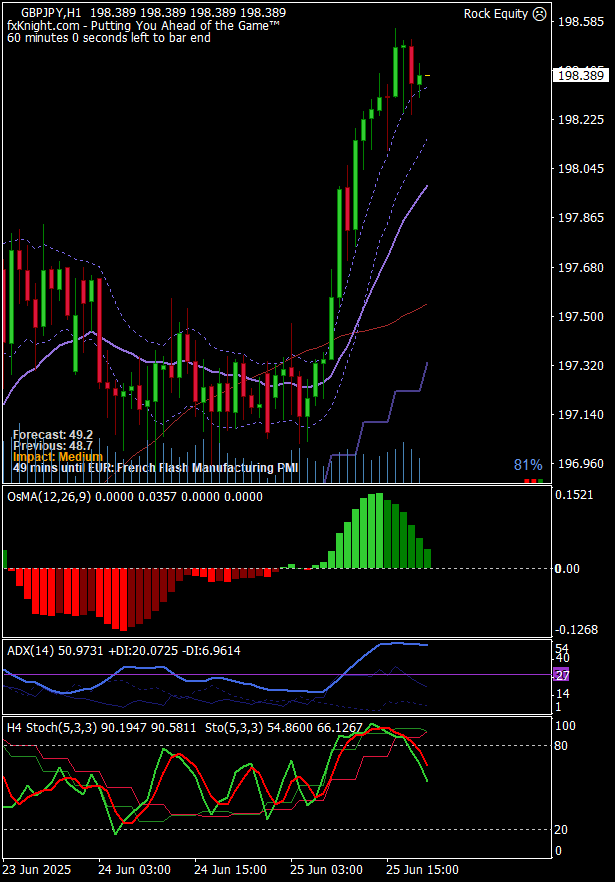 GBPJPY,H1 198.389 198.389 198.389 198.389
Rock Equity
fxKnight.com - Putting You Ahead of the Game™
60 minutes 0 seconds left to bar end
198.585
198.389
198.225
198.045
197.865
197.680
197.500
197.320
197.140
196.960
Forecast: 49.2
Previous: 48.7
Impact: Medium
49 mins until EUR: French Flash Manufacturing PMI
81%
OsMA(12,26,9) 0.0000 0.0357 0.0000 0.0000
0.1521
0.00
-0.1268
ADX(14) 50.9731 +DI:20.0725 -DI:6.9614
54
40
27
14
1
H4 Stoch(5,3,3) 90.1947 90.5811 Sto(5,3,3) 54.8600 66.1267
100
80
20
0
23 Jun 2025
24 Jun 03:00
24 Jun 15:00
25 Jun 03:00
25 Jun 15:00